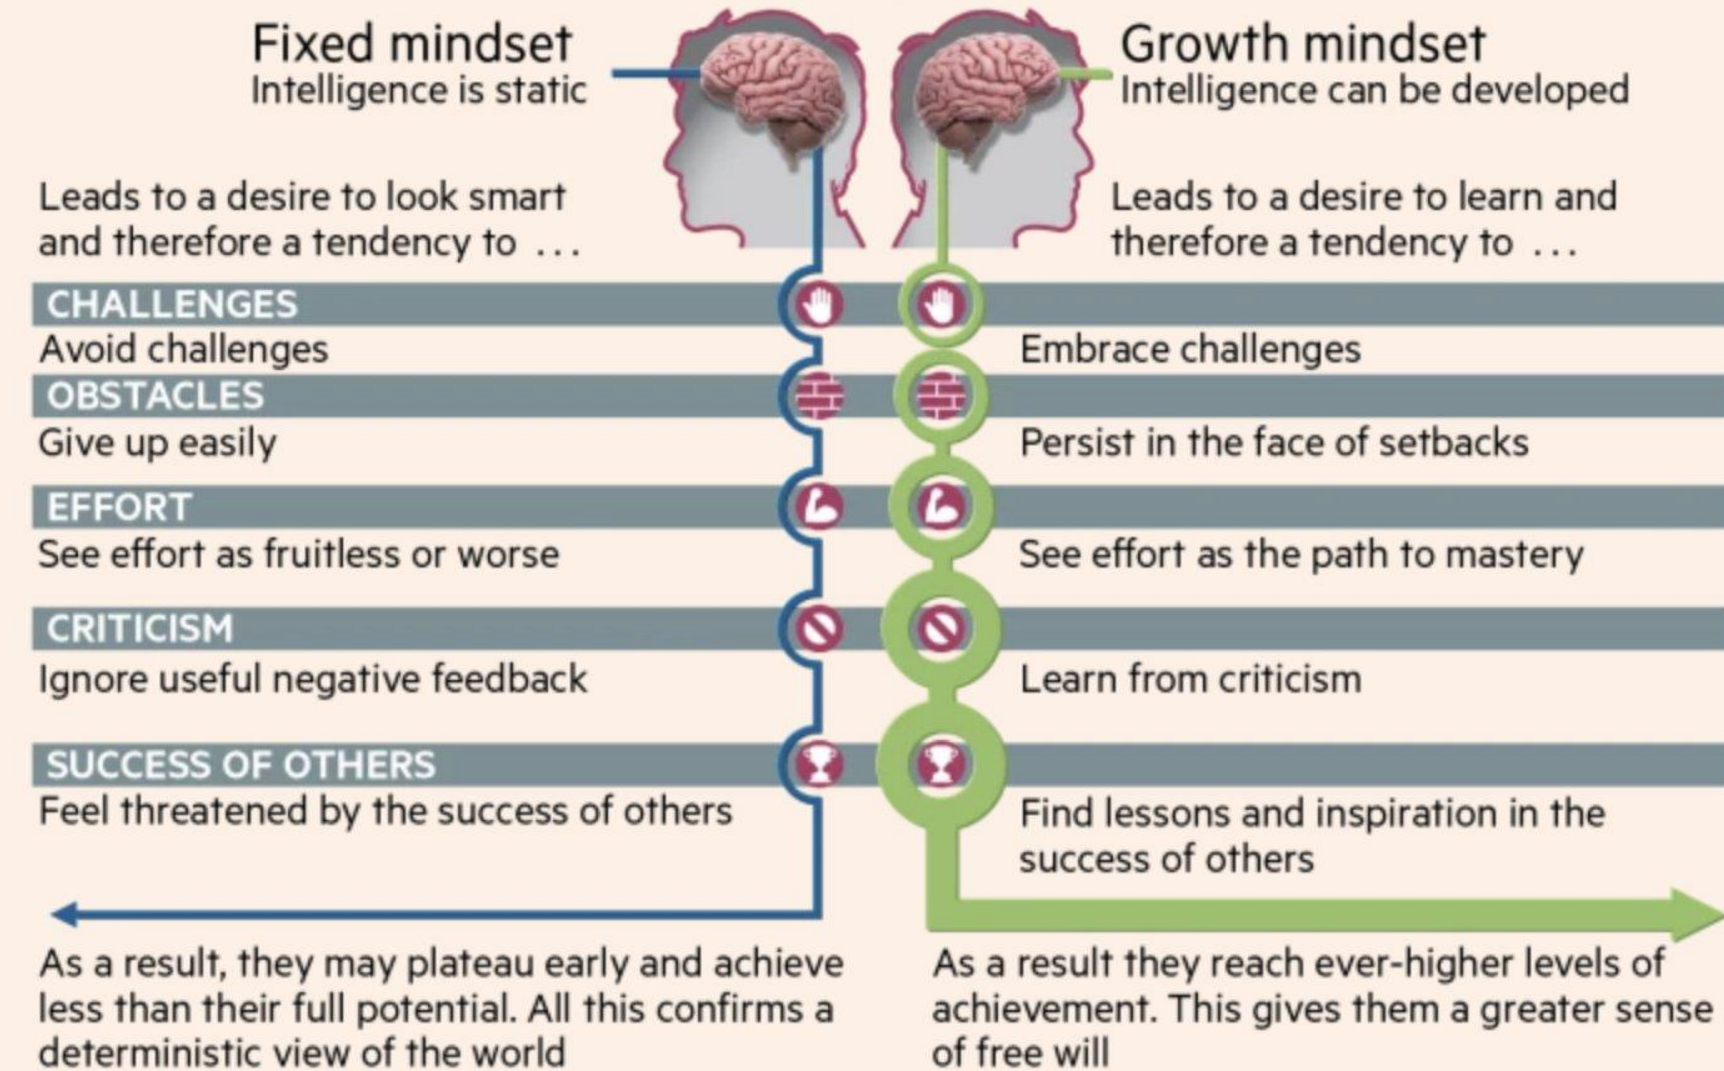 Fixed mindset
Intelligence is static
Growth mindset
Intelligence can be developed
Leads to a desire to look smart
and therefore a tendency to ...
Leads to a desire to learn and
therefore a tendency to ...
CHALLENGES
Avoid challenges
Embrace challenges
OBSTACLES
Give up easily
Persist in the face of setbacks
EFFORT
See effort as fruitless or worse
See effort as the path to mastery
CRITICISM
Ignore useful negative feedback
Learn from criticism
SUCCESS OF OTHERS
Feel threatened by the success of others
Find lessons and inspiration in the
success of others
As a result, they may plateau early and achieve
less than their full potential. All this confirms a
deterministic view of the world
As a result they reach ever-higher levels of
achievement. This gives them a greater sense
of free will